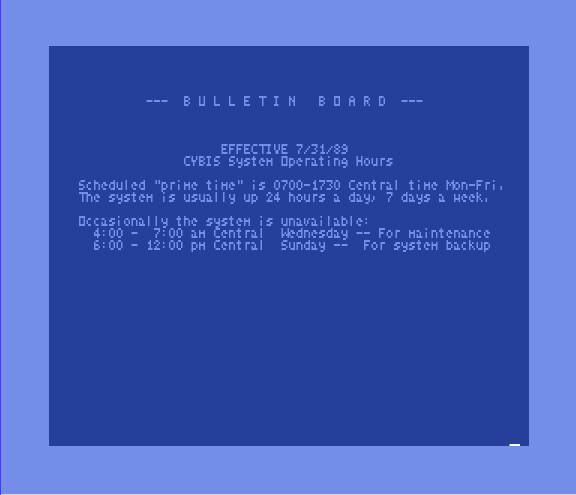 --- B U L L E T I N  B O A R D ---
EFFECTIVE 7/31/89
CYBIS System Operating Hours
Scheduled "prime time" is 0700-1730 Central time Mon-Fri.
The system is usually up 24 hours a day, 7 days a week.
Occasionally the system is unavailable:
4:00 -  7:00 am Central  Wednesday -- For maintenance
6:00 - 12:00 pm Central  Sunday --  For system backup